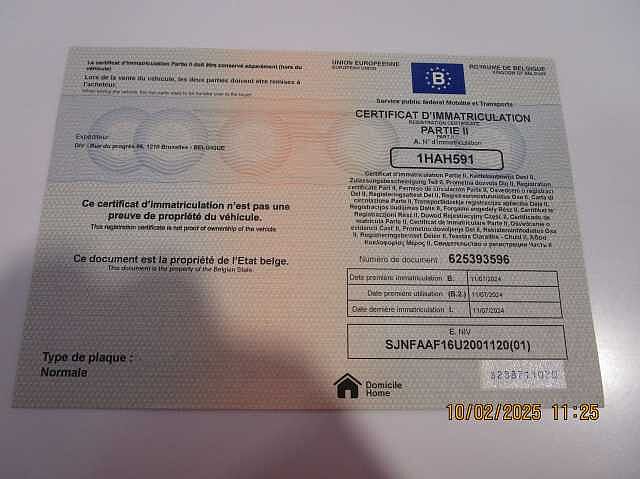 Le certificat d'immatriculation Partie II doit être conservé séparément (hors du
véhicule).
Lors de la vente du véhicule, les deux parties doivent être remises à
l'acheteur.
Expéditeur
DIV : Rue du progrès 56, 1210 Bruxelles - BELGIQUE
Ce certificat d'immatriculation n'est pas une
preuve de propriété du véhicule.
This registration certificate is not proof of ownership of the vehicle
Ce document est la propriété de l'Etat belge.
This document is the property of the Belgian State.
Type de plaque :
Normale
UNION EUROPEENNE
EUROPEAN UNION
B
ROYAUME DE BELGIQUE
KINGDOM OF BELGIUM
Service public fédéral Mobilité et Transports
CERTIFICAT D'IMMATRICULATION
REGISTRATION CERTIFICATE
PARTIE II
PART II
A. N° d'immatriculation
1HAH591
Numéro de document : 625393596
Date première immatriculation B. 11/07/2024
Date première utilisation (B.2.) 11/07/2024
Date dernière immatriculation I. 11/07/2024
E. NIV
SJNFAAF16U2001120(01)
Domicile
Home
10/02/2025 11:25